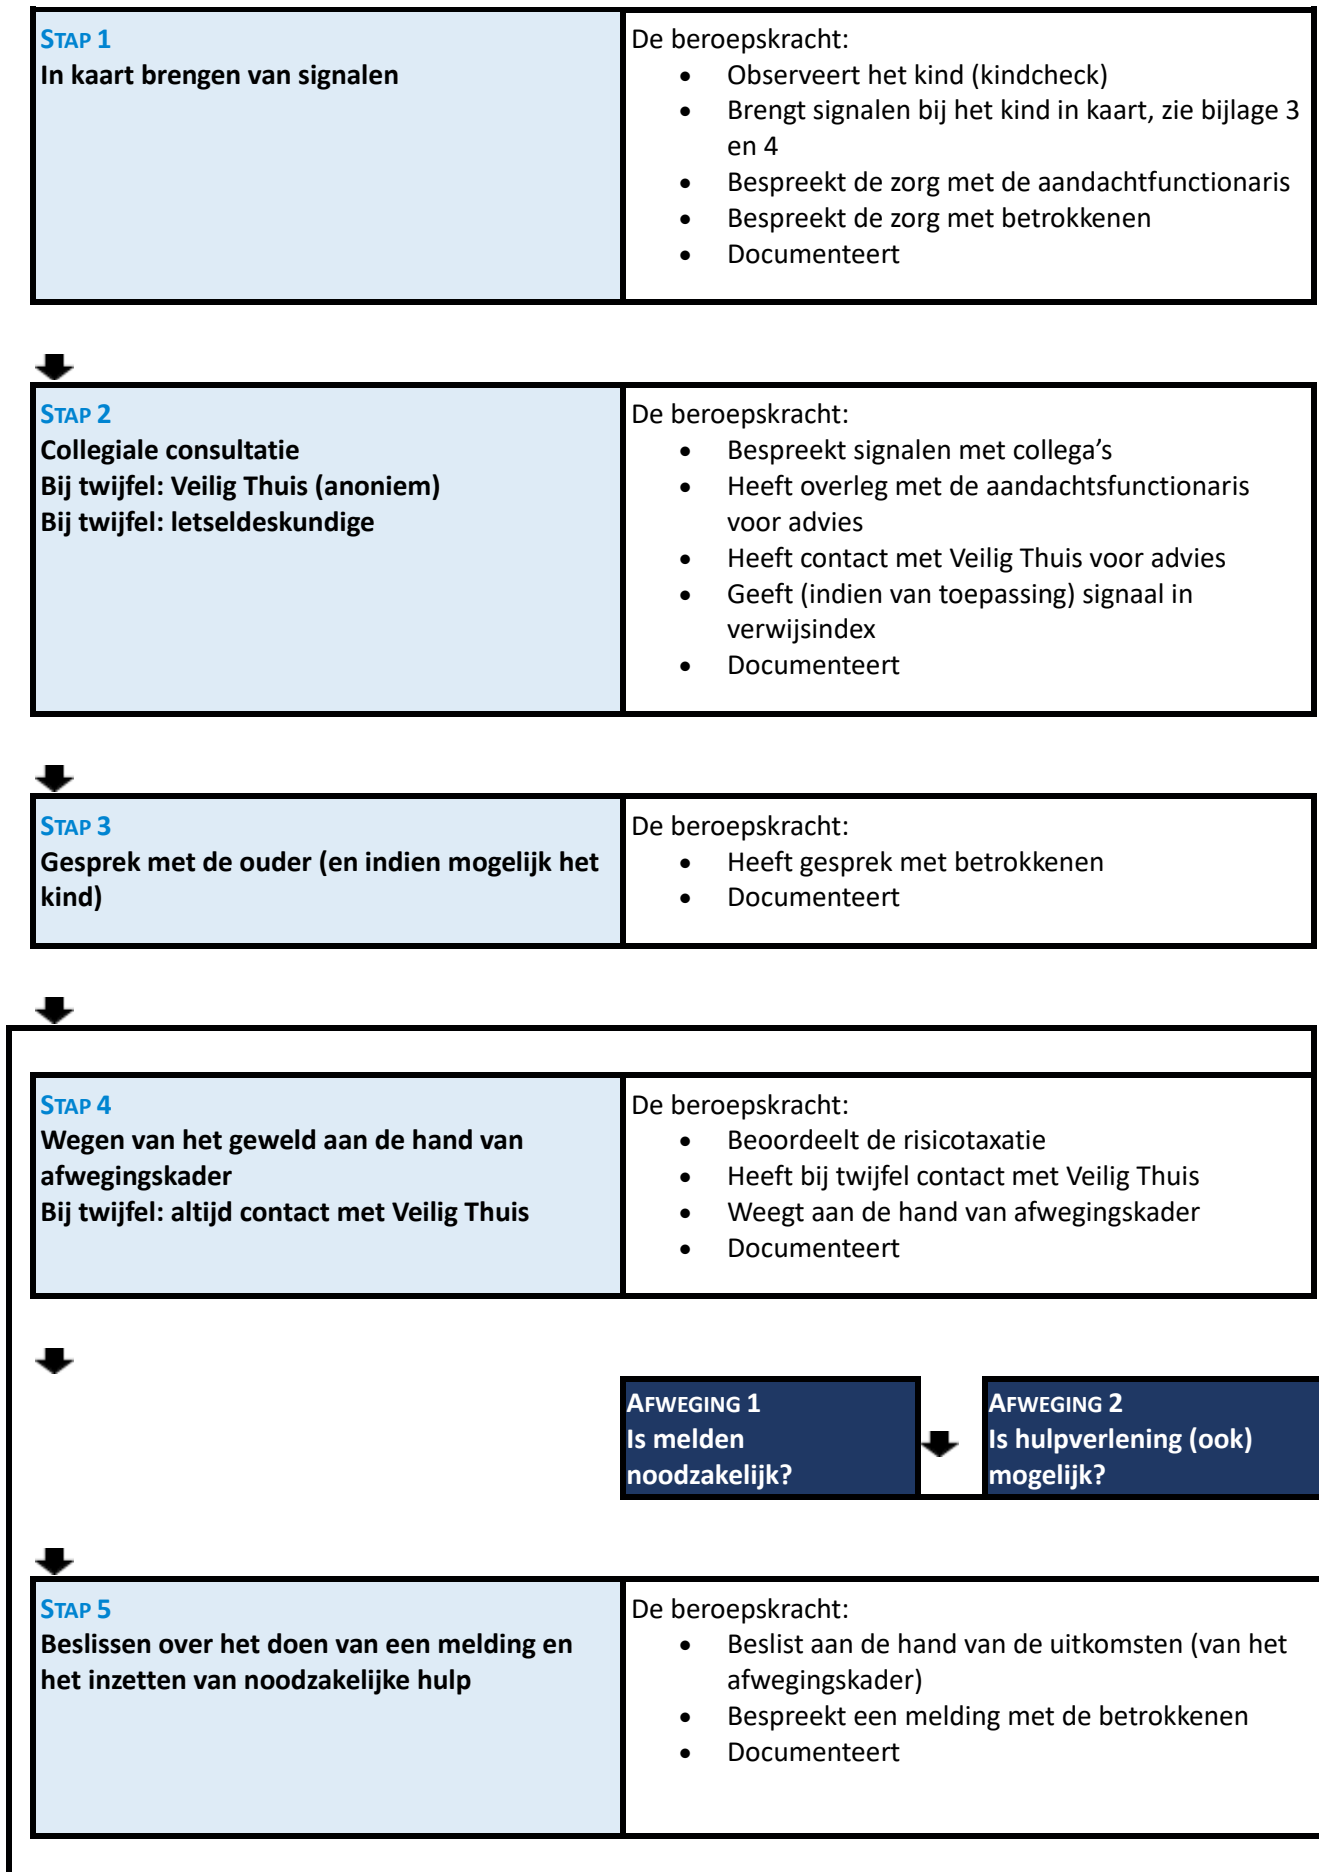 STAP 1
In kaart brengen van signalen
De beroepskracht:
• Observeert het kind (kindcheck)
• Brengt signalen bij het kind in kaart, zie bijlage 3
en 4
• Bespreekt de zorg met de aandachtfunctionaris
• Bespreekt de zorg met betrokkenen
• Documenteert
STAP 2
Collegiale consultatie
Bij twijfel: Veilig Thuis (anoniem)
Bij twijfel: letseldeskundige
De beroepskracht:
• Bespreekt signalen met collega’s
• Heeft overleg met de aandachtsfunctionaris
voor advies
• Heeft contact met Veilig Thuis voor advies
• Geeft (indien van toepassing) signaal in
verwijsindex
• Documenteert
STAP 3
Gesprek met de ouder (en indien mogelijk het
kind)
De beroepskracht:
• Heeft gesprek met betrokkenen
• Documenteert
STAP 4
Wegen van het geweld aan de hand van
afwegingskader
Bij twijfel: altijd contact met Veilig Thuis
De beroepskracht:
• Beoordeelt de risicotaxatie
• Heeft bij twijfel contact met Veilig Thuis
• Weegt aan de hand van afwegingskader
• Documenteert
AFWEGING 1
Is melden
noodzakelijk?
AFWEGING 2
Is hulpverlening (ook)
mogelijk?
STAP 5
Beslissen over het doen van een melding en
het inzetten van noodzakelijke hulp
De beroepskracht:
• Beslist aan de hand van de uitkomsten (van het
afwegingskader)
• Bespreekt een melding met de betrokkenen
• Documenteert